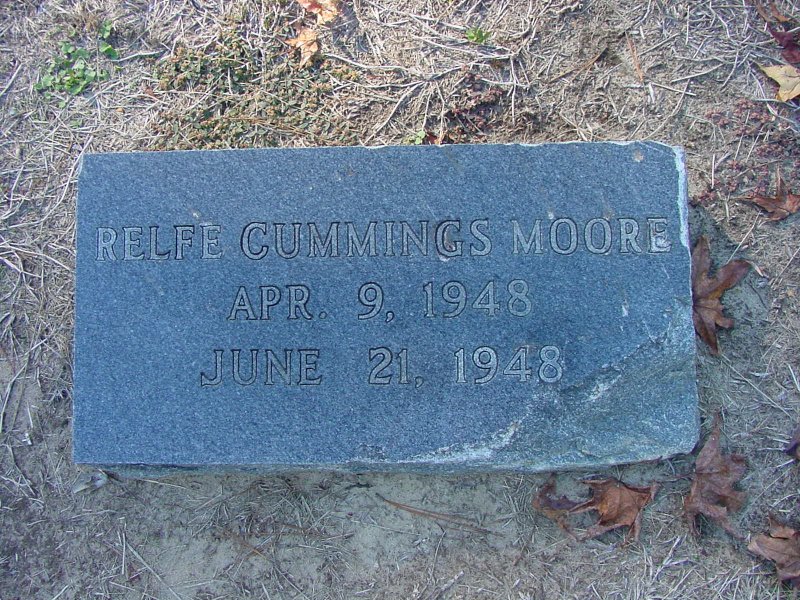 RELFE CUMMINGS MOORE
APR. 9, 1948
JUNE 21, 1948